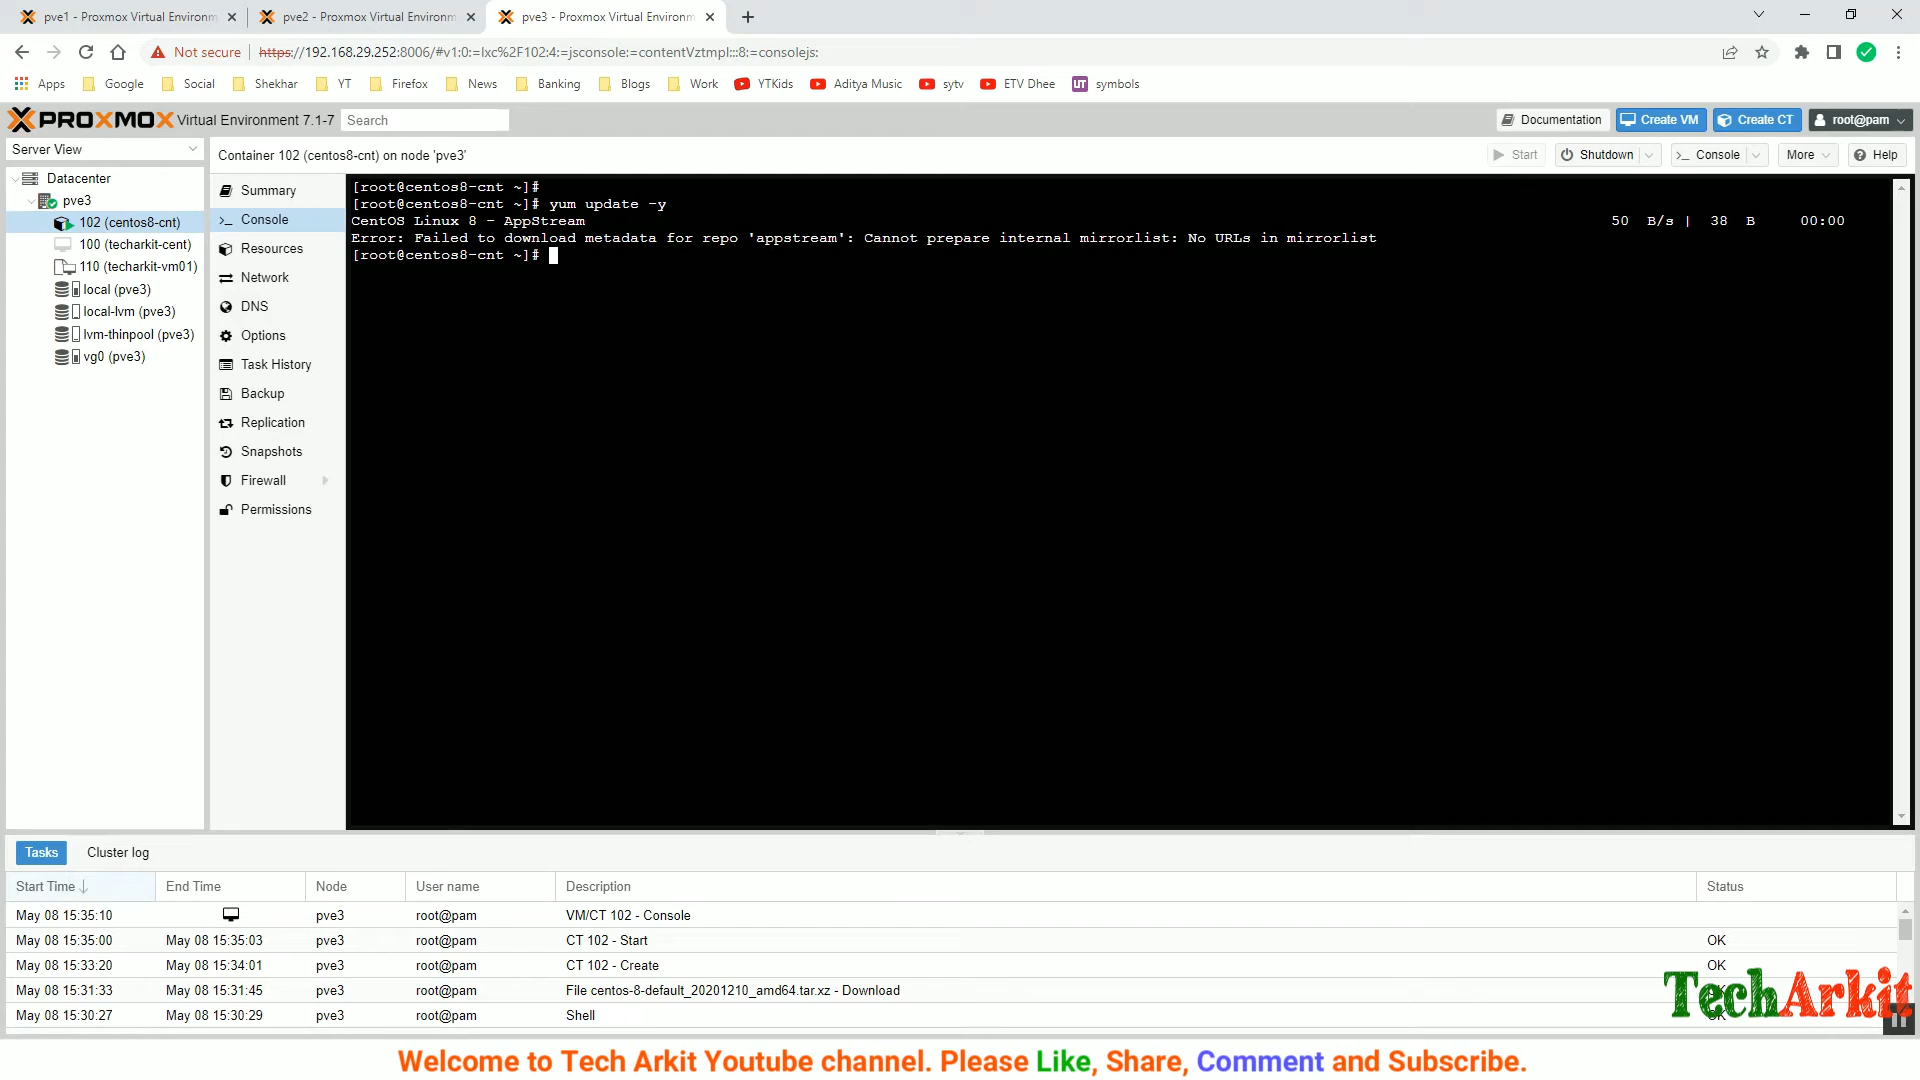 pve1 - Proxmox Virtual Environm
pve2 - Proxmox Virtual Environm
pve3 - Proxmox Virtual Environm
Not secure
https://192.168.29.252:8006/#v1:0:=lxc%2F102:4:=jsconsole:=contentVztmpl:::8:=consolejs:
Apps Google Social Shekhar YT Firefox News Banking Blogs Work YTKids Aditya Music sytv ETV Dhee UT symbols
PROXMOX Virtual Environment 7.1-7 Search Documentation Create VM Create CT root@pam
Server View
Container 102 (centos8-cnt) on node 'pve3' Start Shutdown Console More Help
Datacenter
pve3
102 (centos8-cnt)
100 (techarkit-cent)
110 (techarkit-vm01)
local (pve3)
local-lvm (pve3)
lvm-thinpool (pve3)
vg0 (pve3)
Summary
Console
Resources
Network
DNS
Options
Task History
Backup
Replication
Snapshots
Firewall
Permissions
[root@centos8-cnt ~]#
[root@centos8-cnt ~]# yum update -y
CentOS Linux 8 - AppStream 50 B/s | 38 B 00:00
Error: Failed to download metadata for repo 'appstream': Cannot prepare internal mirrorlist: No URLs in mirrorlist
[root@centos8-cnt ~]#
Tasks Cluster log
Start Time End Time Node User name Description Status
May 08 15:35:10 pve3 root@pam VM/CT 102 - Console
May 08 15:35:00 May 08 15:35:03 pve3 root@pam CT 102 - Start OK
May 08 15:33:20 May 08 15:34:01 pve3 root@pam CT 102 - Create OK
May 08 15:31:33 May 08 15:31:45 pve3 root@pam File centos-8-default_20201210_amd64.tar.xz - Download
May 08 15:30:27 May 08 15:30:29 pve3 root@pam Shell OK
TechArkit
Welcome to Tech Arkit Youtube channel. Please Like, Share, Comment and Subscribe.